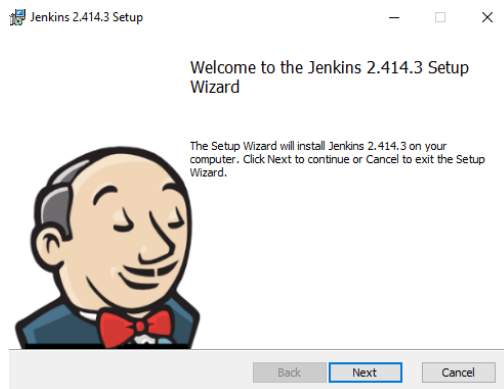 Jenkins 2.414.3 Setup
Welcome to the Jenkins 2.414.3 Setup
Wizard
The Setup Wizard will install Jenkins 2.414.3 on your
computer. Click Next to continue or Cancel to exit the Setup
Wizard.
Back Next Cancel